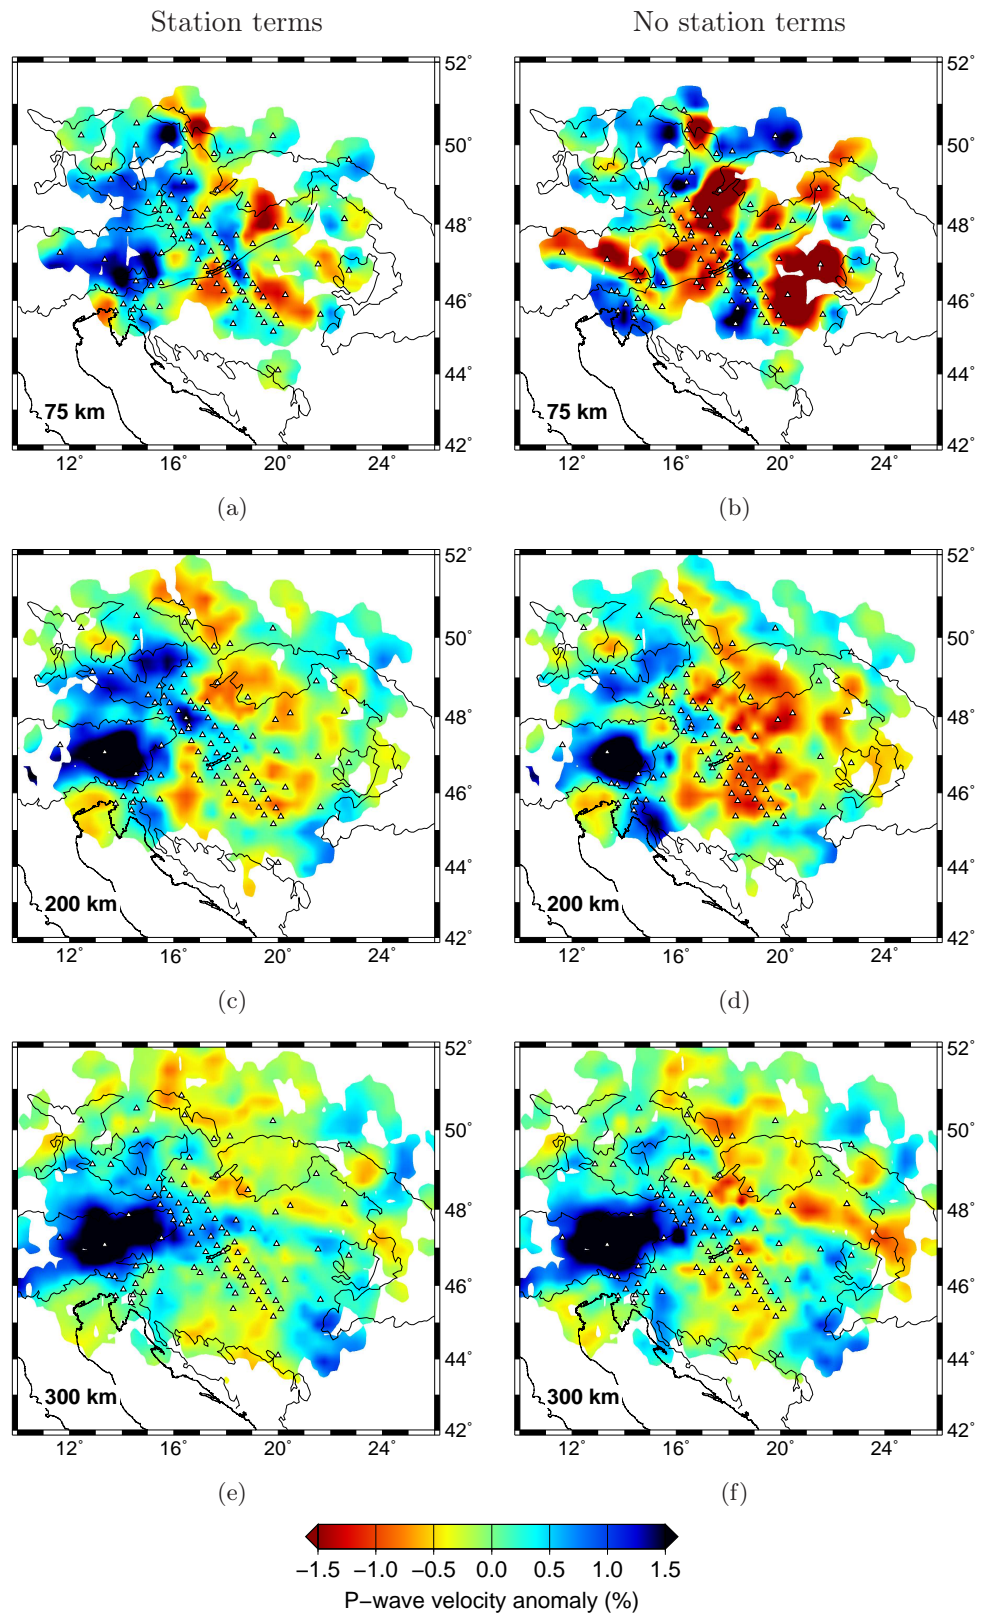 Station terms
No station terms
52°
50°
48°
46°
44°
42°
75 km
12° 16° 20° 24°
52°
50°
48°
46°
44°
42°
75 km
12° 16° 20° 24°
(a)
(b)
52°
50°
48°
46°
44°
42°
200 km
12° 16° 20° 24°
52°
50°
48°
46°
44°
42°
200 km
12° 16° 20° 24°
(c)
(d)
52°
50°
48°
46°
44°
42°
300 km
12° 16° 20° 24°
52°
50°
48°
46°
44°
42°
300 km
12° 16° 20° 24°
(e)
(f)
−1.5 −1.0 −0.5 0.0 0.5 1.0 1.5
P−wave velocity anomaly (%)